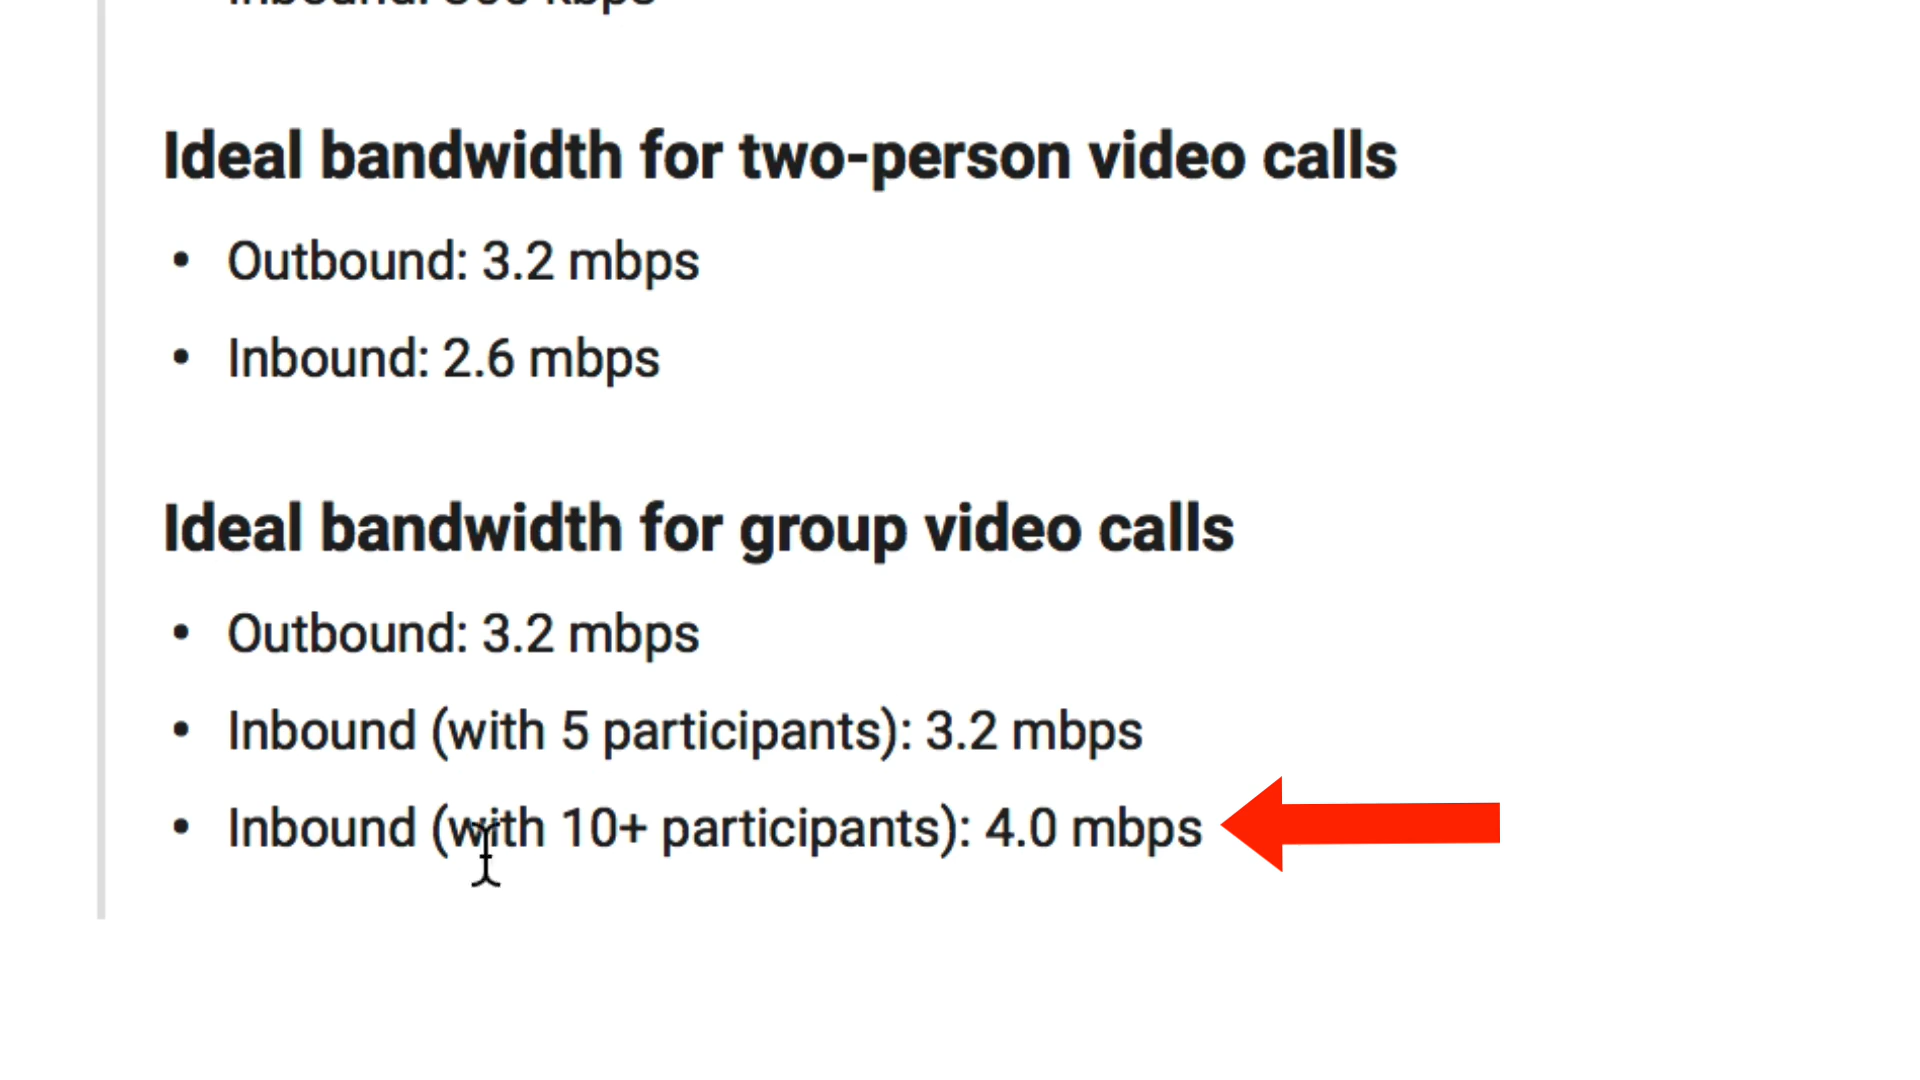 Ideal bandwidth for two-person video calls
• Outbound: 3.2 mbps
• Inbound: 2.6 mbps
Ideal bandwidth for group video calls
• Outbound: 3.2 mbps
• Inbound (with 5 participants): 3.2 mbps
• Inbound (with 10+ participants): 4.0 mbps